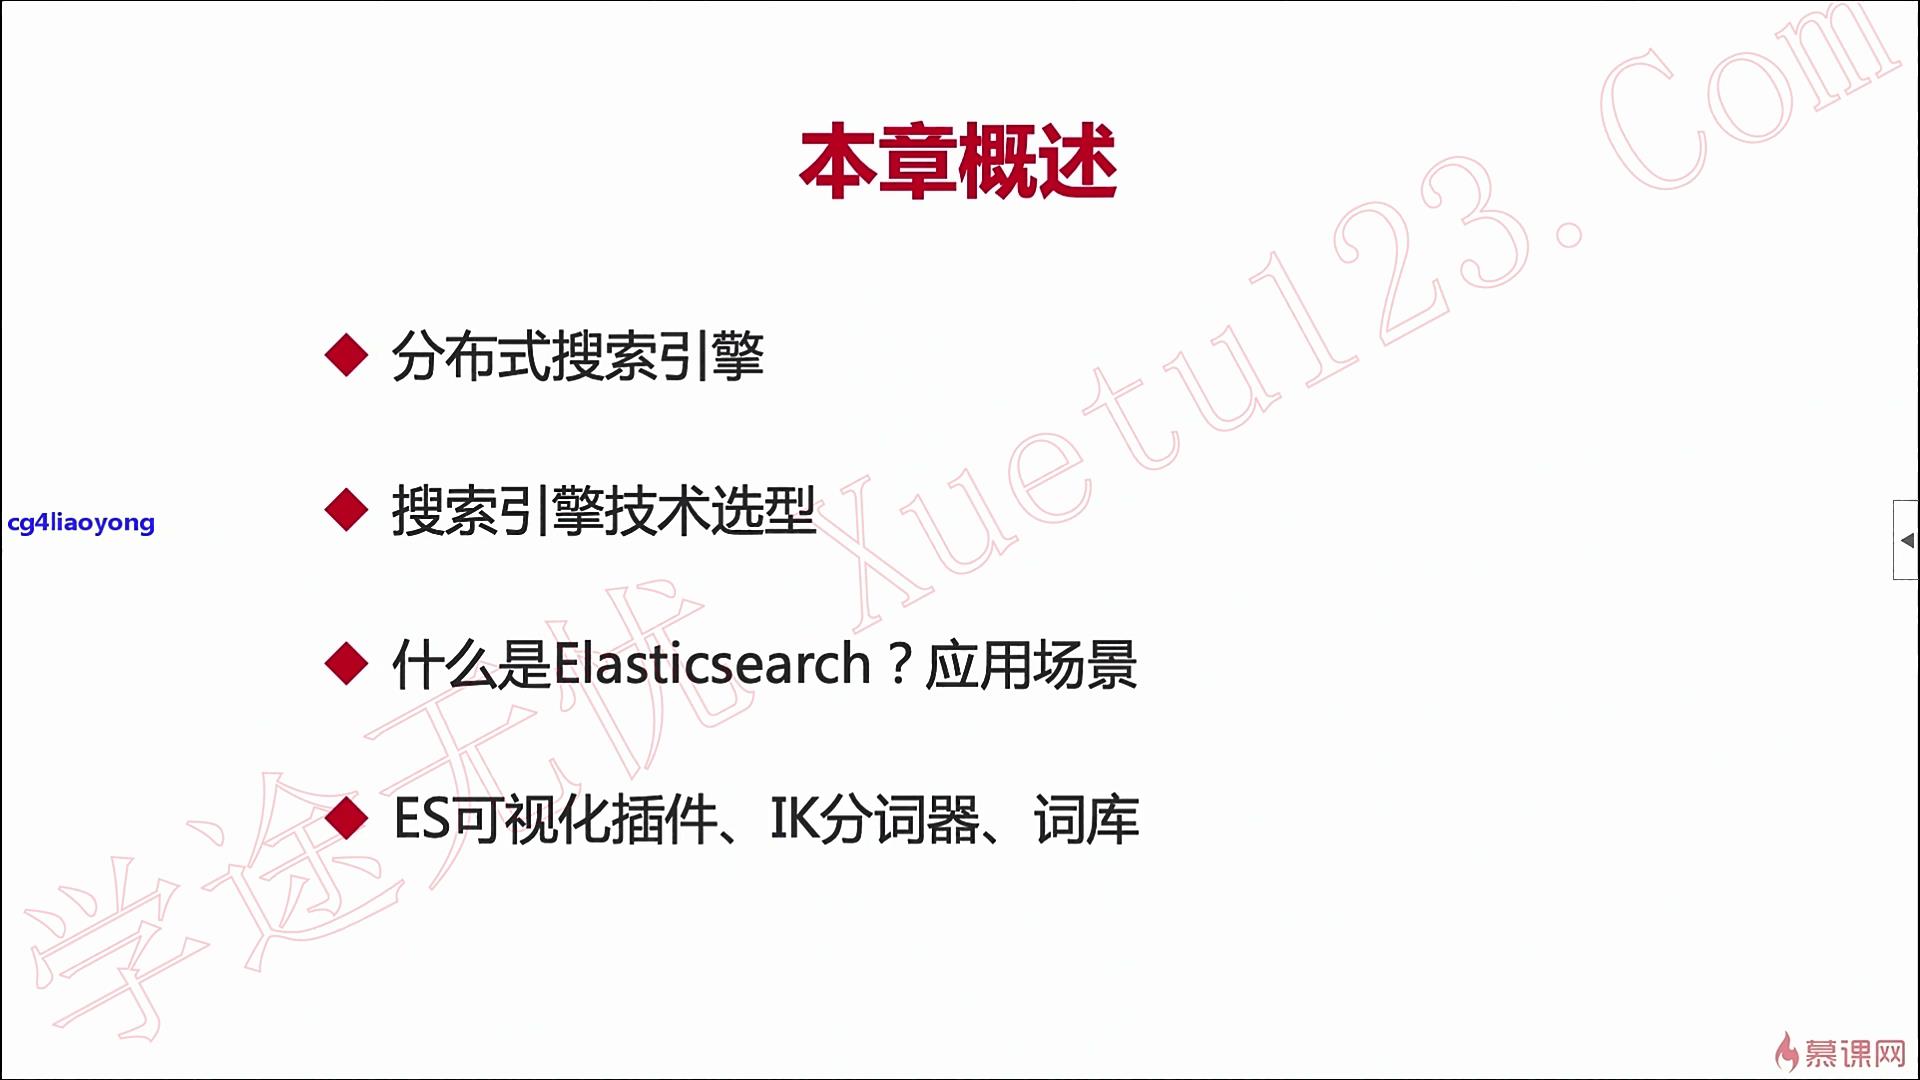 本章概述
分布式搜索引擎
搜索引擎技术选型
cg4liaoyong
什么是Elasticsearch？应用场景
ES可视化插件、IK分词器、词库
学途无忧 Xuetu123.Com
慕课网